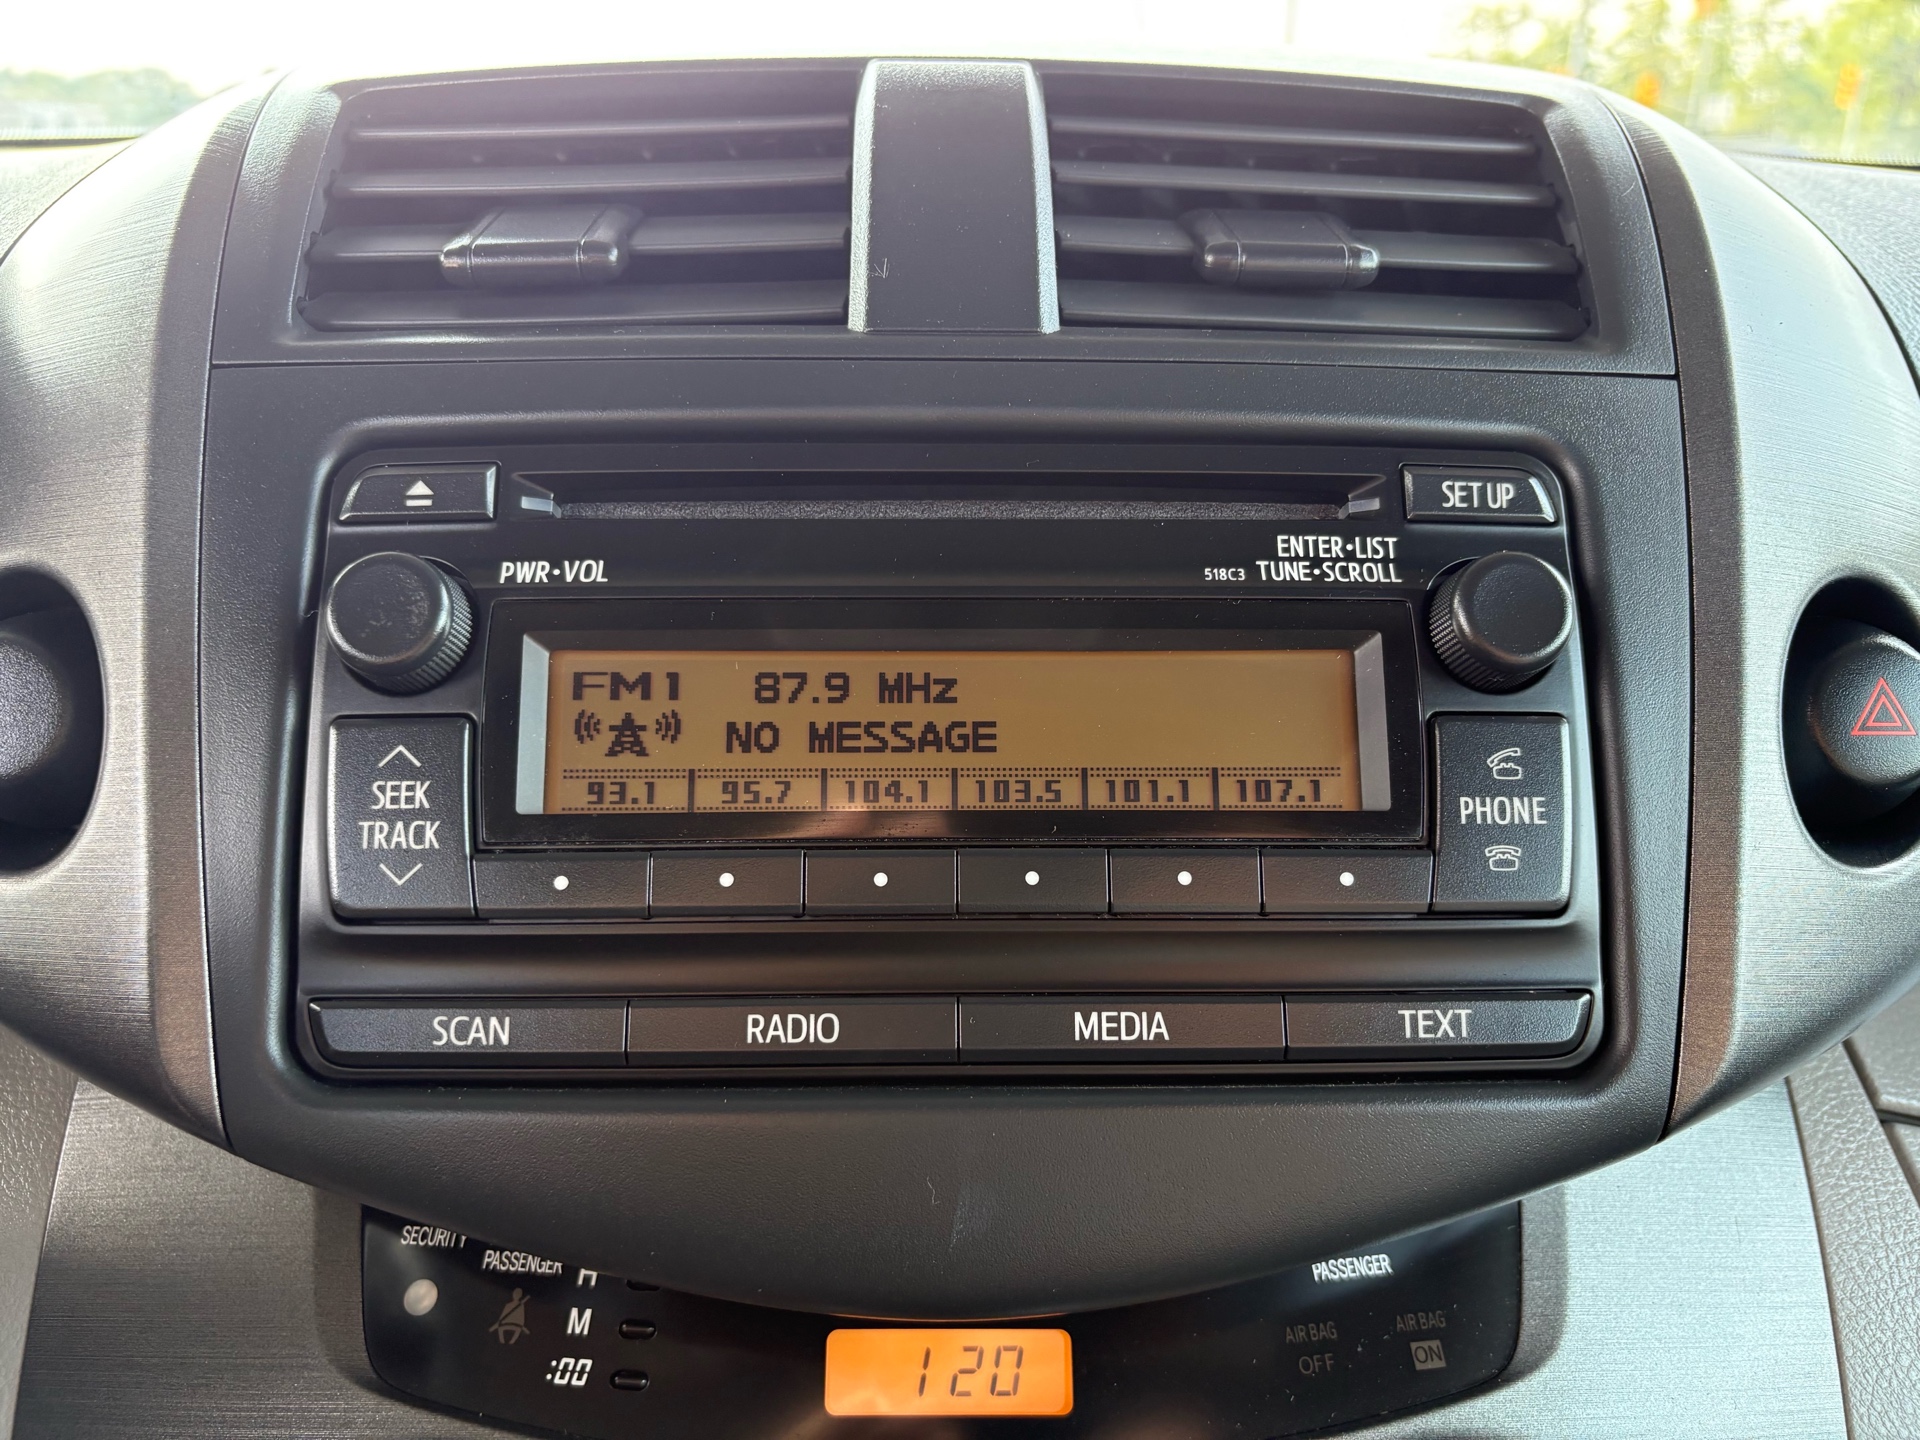 SET UP
PWR•VOL
ENTER•LIST
518C3 TUNE•SCROLL
FM1 87.9 MHz
NO MESSAGE
93.1 95.7 104.1 103.5 101.1 107.1
SEEK
TRACK
PHONE
SCAN RADIO MEDIA TEXT
SECURITY
PASSENGER
H
M
:00
120
PASSENGER
AIR BAG
OFF
AIR BAG
ON